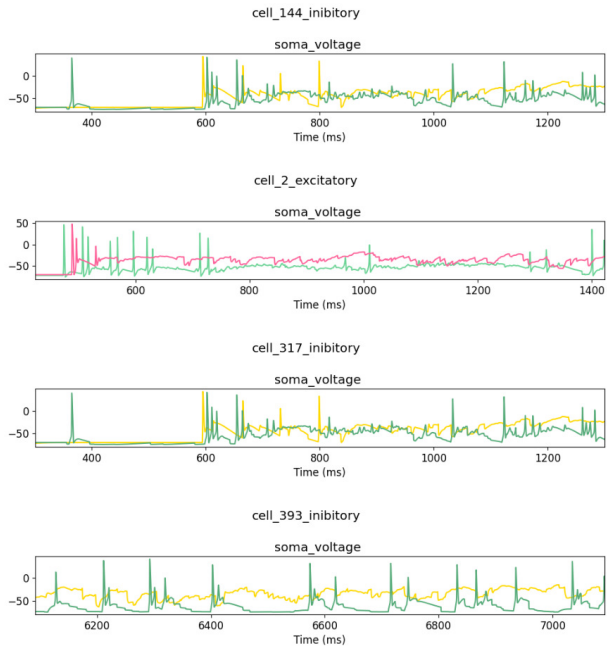 cell_144_inibitory
soma_voltage
0
−50
400 600 800 1000 1200
Time (ms)
cell_2_excitatory
soma_voltage
50
0
−50
600 800 1000 1200 1400
Time (ms)
cell_317_inibitory
soma_voltage
0
−50
400 600 800 1000 1200
Time (ms)
cell_393_inibitory
soma_voltage
0
−50
6200 6400 6600 6800 7000
Time (ms)